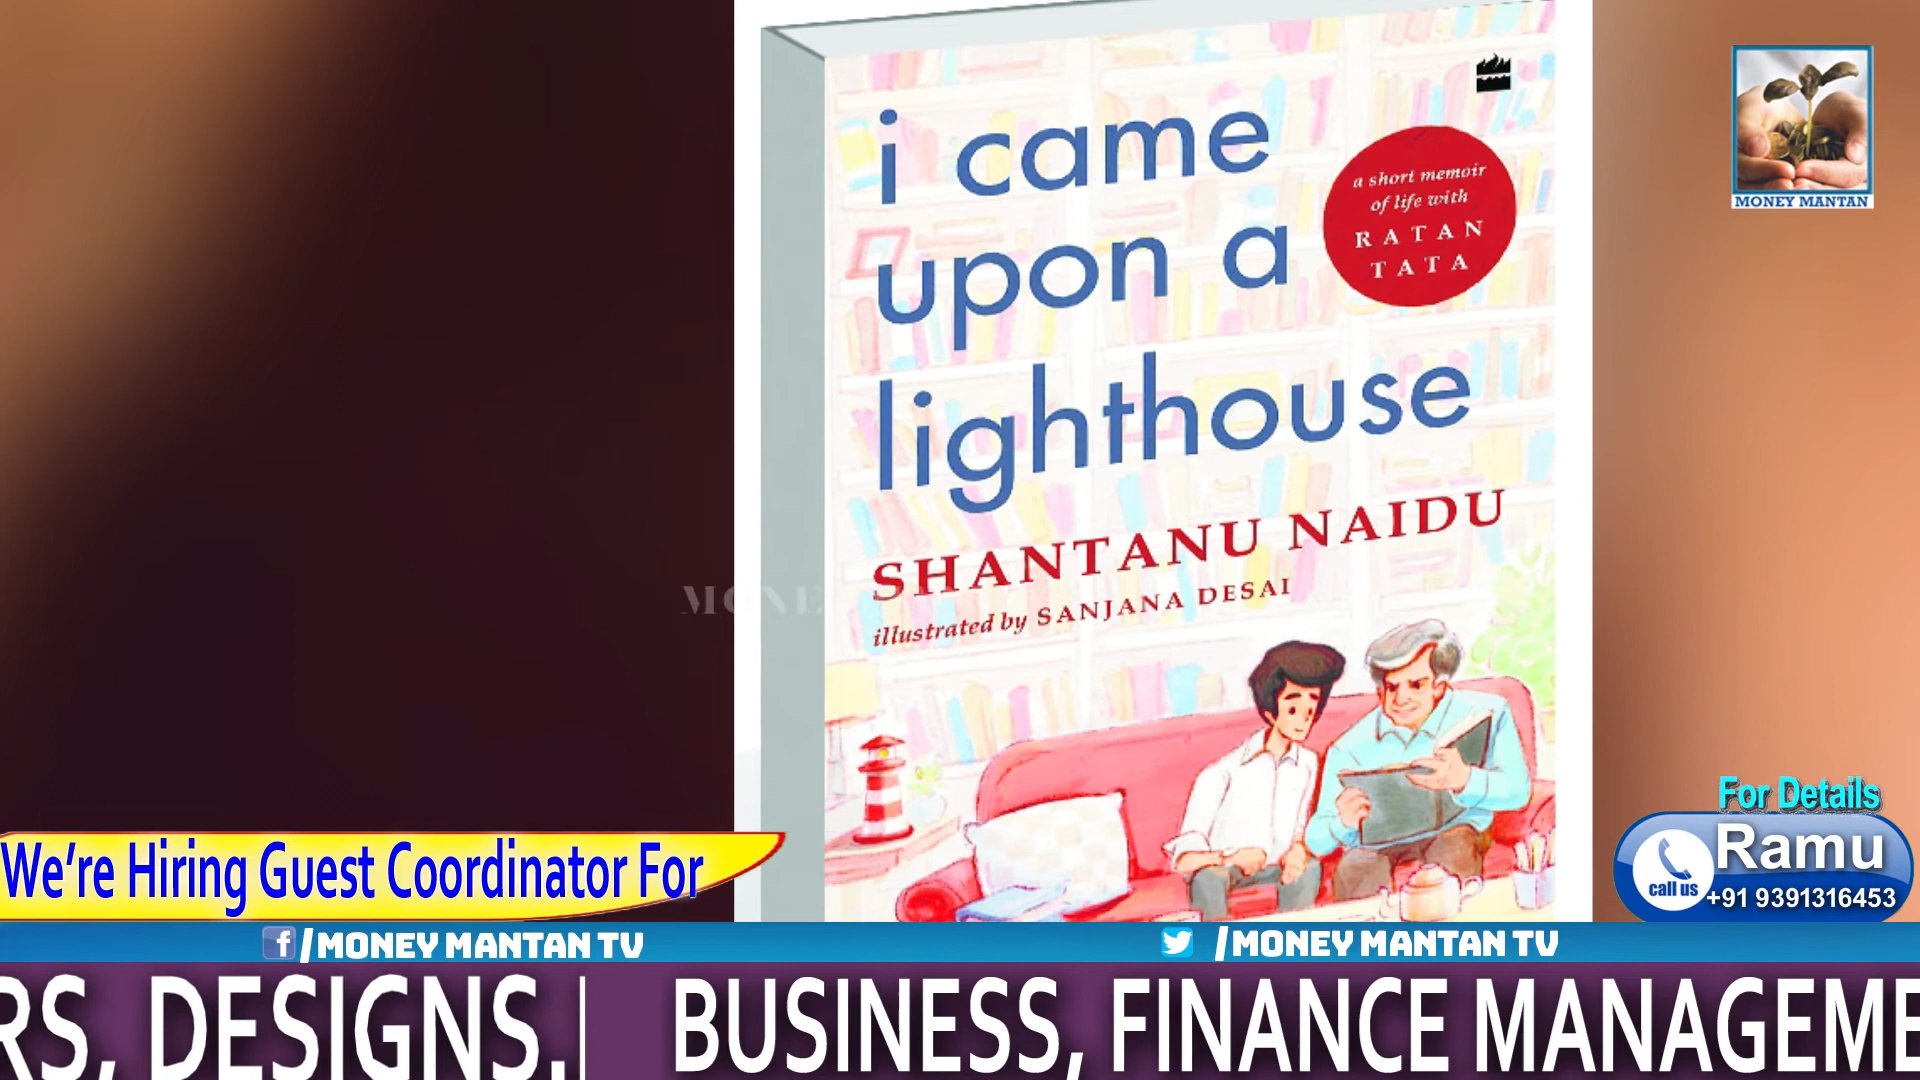 i came
upon a
lighthouse
a short memoir
of life with
RATAN
TATA
SHANTANU NAIDU
illustrated by SANJANA DESAI
MONEY MANTAN
MONE
For Details
Ramu
call us
+91 9391316453
We're Hiring Guest Coordinator For
f/MONEY MANTAN TV
/MONEY MANTAN TV
RS, DESIGNS. BUSINESS, FINANCE MANAGEME